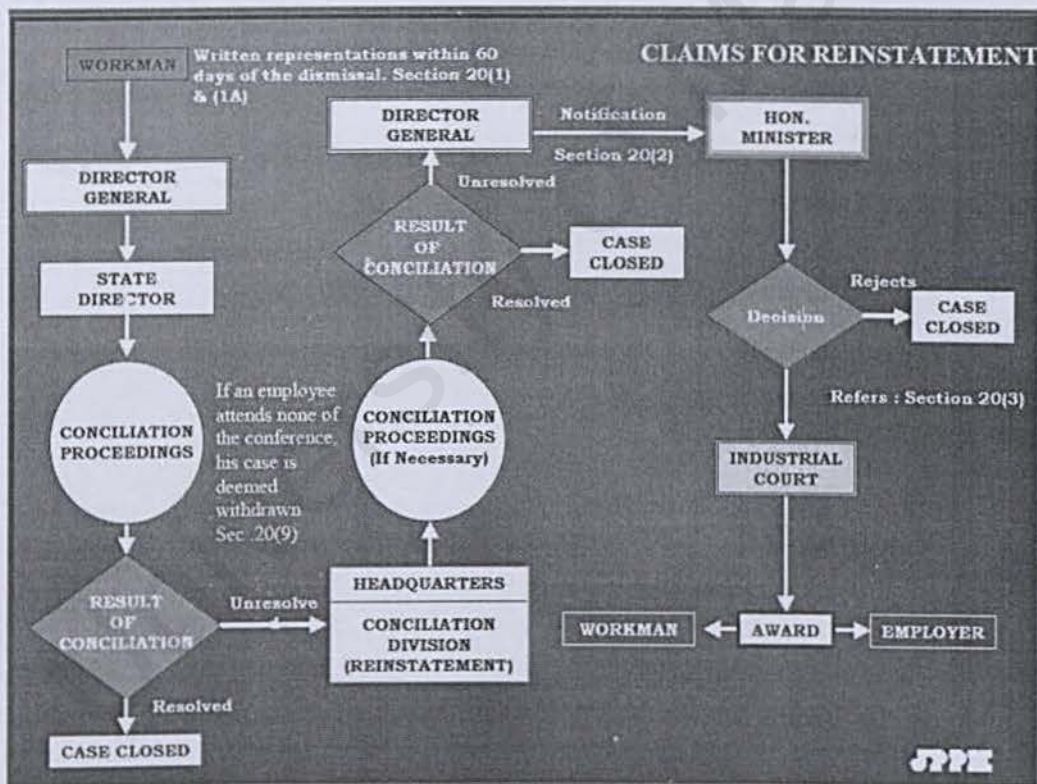 CLAIMS FOR REINSTATEMENT
WORKMAN
Written representations within 60
days of the dismissal. Section 20(1)
& (1A)
DIRECTOR
GENERAL
STATE
DIRECTOR
CONCILIATION
PROCEEDINGS
If an employee
attends none of
the conference,
his case is
deemed
withdrawn
Sec .20(9)
RESULT
OF
CONCILIATION
Unresolve
Resolved
CASE CLOSED
HEADQUARTERS
CONCILIATION
DIVISION
(REINSTATEMENT)
CONCILIATION
PROCEEDINGS
(If Necessary)
RESULT
OF
CONCILIATION
Unresolved
Resolved
CASE
CLOSED
DIRECTOR
GENERAL
Notification
Section 20(2)
HON.
MINISTER
Decision
Rejects
CASE
CLOSED
Refers : Section 20(3)
INDUSTRIAL
COURT
WORKMAN
AWARD
EMPLOYER